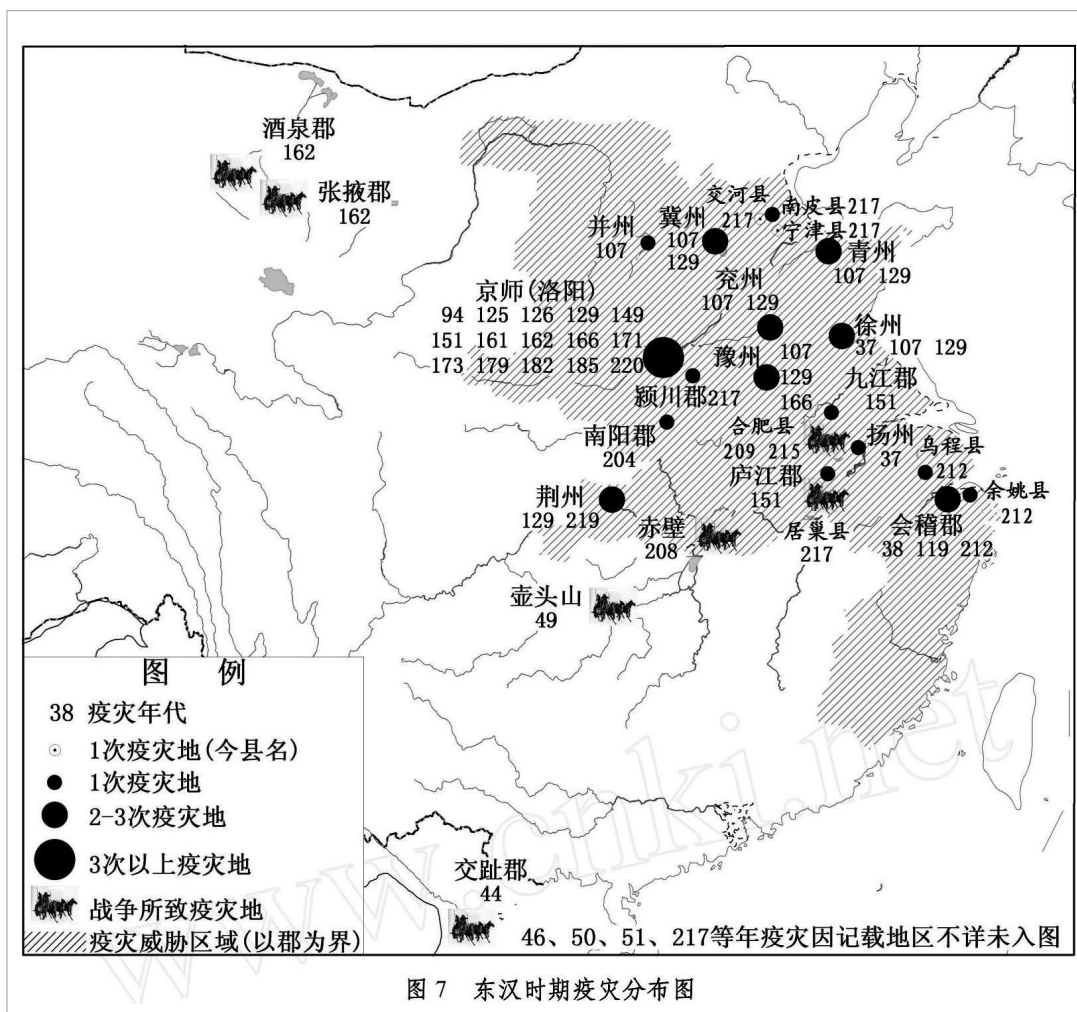 酒泉郡
162
张掖郡
162
交河县
217
南皮县217
宁津县217
并州
107
冀州
107
129
青州
107 129
兖州
107 129
京师(洛阳)
94 125 126 129 149
151 161 162 166 171
173 179 182 185 220
徐州
37 107 129
豫州
107
129
166
九江郡
151
颍川郡217
南阳郡
204
合肥县
209 215
扬州
37
乌程县
212
庐江郡
151
余姚县
212
荆州
129 219
赤壁
208
居巢县
217
会稽郡
38 119 212
壶头山
49
图 例
38 疫灾年代
1次疫灾地(今县名)
1次疫灾地
2-3次疫灾地
3次以上疫灾地
战争所致疫灾地
疫灾威胁区域(以郡为界)
交趾郡
44
46、50、51、217等年疫灾因记载地区不详未入图
www.cnki.net
图 7 东汉时期疫灾分布图